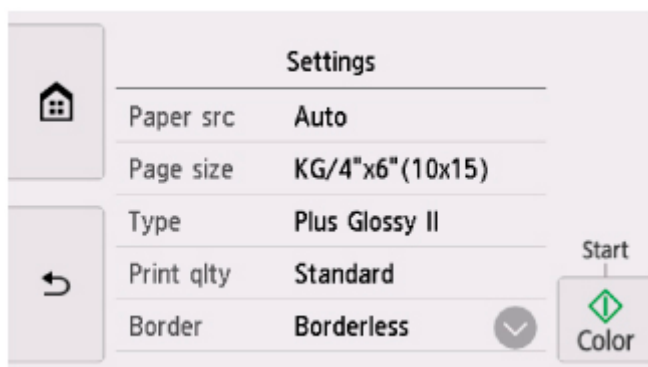 Settings
Paper src Auto
Page size KG/4"x6"(10x15)
Type Plus Glossy II
Print qlty Standard
Border Borderless
Start
Color